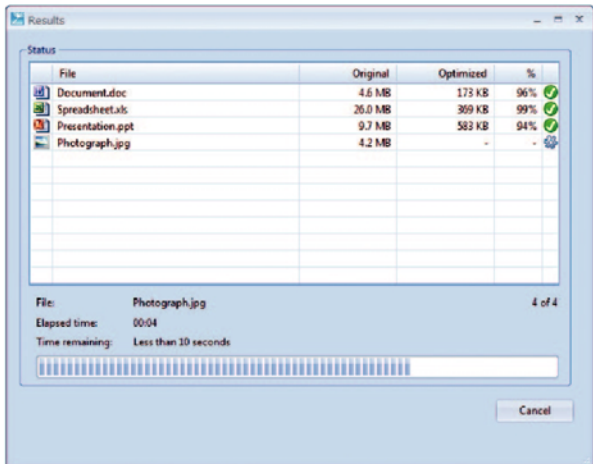 Results
Status
File Original Optimized %
Document.doc 4.6 MB 173 KB 96%
Spreadsheet.xls 26.0 MB 369 KB 99%
Presentation.ppt 9.7 MB 583 KB 94%
Photograph.jpg 4.2 MB - -
File: Photograph.jpg 4 of 4
Elapsed time: 00:04
Time remaining: Less than 10 seconds
Cancel